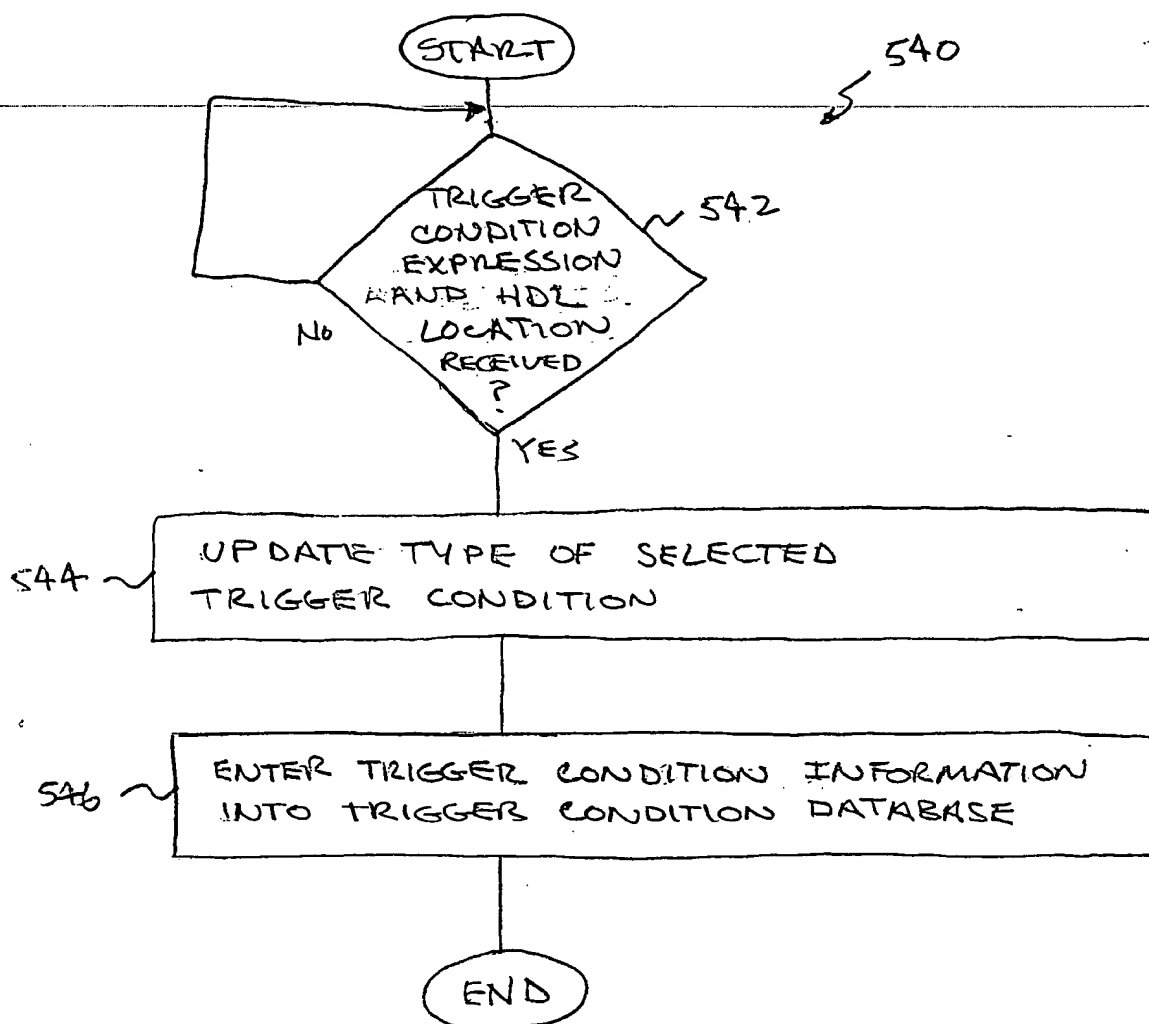 START
540
TRIGGER
CONDITION
EXPRESSION
AND HDL
LOCATION
RECEIVED
?
542
No
YES
544
UPDATE TYPE OF SELECTED
TRIGGER CONDITION
546
ENTER TRIGGER CONDITION INFORMATION
INTO TRIGGER CONDITION DATABASE
END